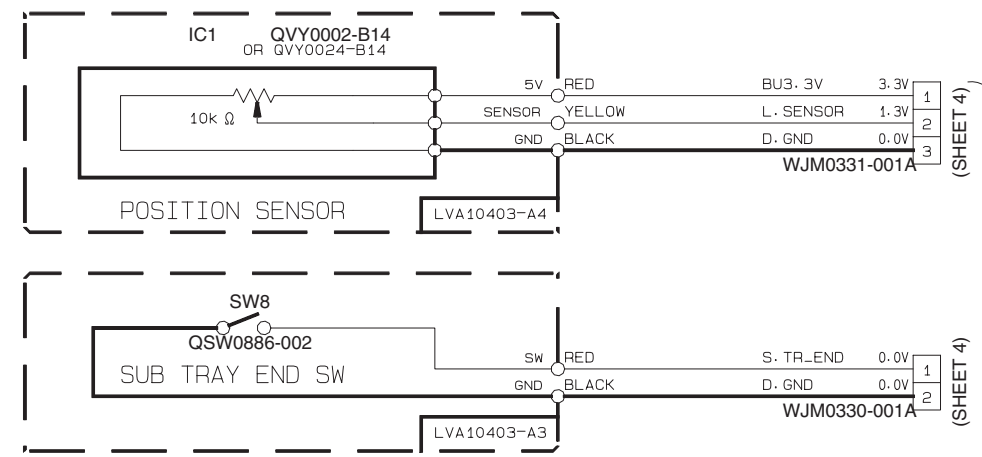 IC1 QVY0002-B14
OR QVY0024-B14
5V RED BU3.3V 3.3V 1
10k Ω SENSOR YELLOW L.SENSOR 1.3V 2
GND BLACK D.GND 0.0V 3
WJM0331-001A
(SHEET 4)
POSITION SENSOR
LVA10403-A4
SW8
QSW0886-002
SUB TRAY END SW
SW RED S.TR_END 0.0V 1
GND BLACK D.GND 0.0V 2
WJM0330-001A
(SHEET 4)
LVA10403-A3